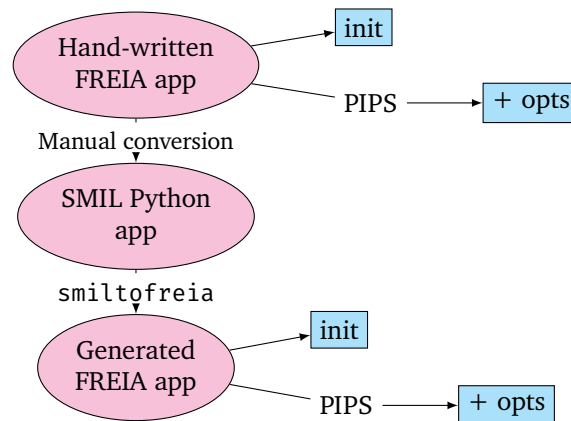 Hand-written
FREIA app
init
PIPS
+ opts
Manual conversion
SMIL Python
app
smiltofreia
Generated
FREIA app
init
PIPS
+ opts